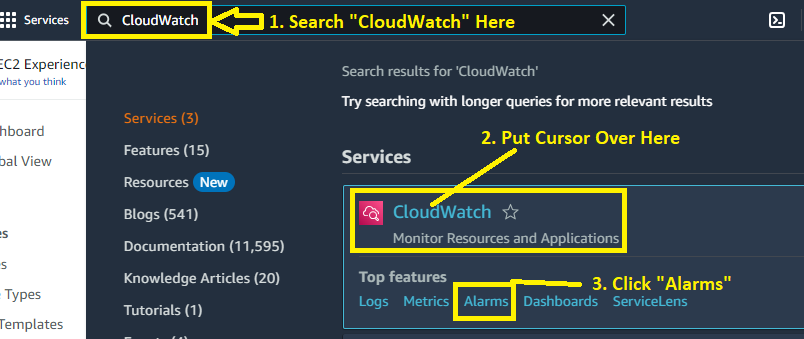 Services
CloudWatch
1. Search "CloudWatch" Here
EC2 Experience
what you think
Search results for 'CloudWatch'
Try searching with longer queries for more relevant results
Services (3)
Features (15)
Resources New
Blogs (541)
Documentation (11,595)
Knowledge Articles (20)
Tutorials (1)
2. Put Cursor Over Here
Services
CloudWatch
Monitor Resources and Applications
Top features
3. Click "Alarms"
Logs Metrics Alarms Dashboards ServiceLens
hboard
bal View
es
es
e Types
Templates